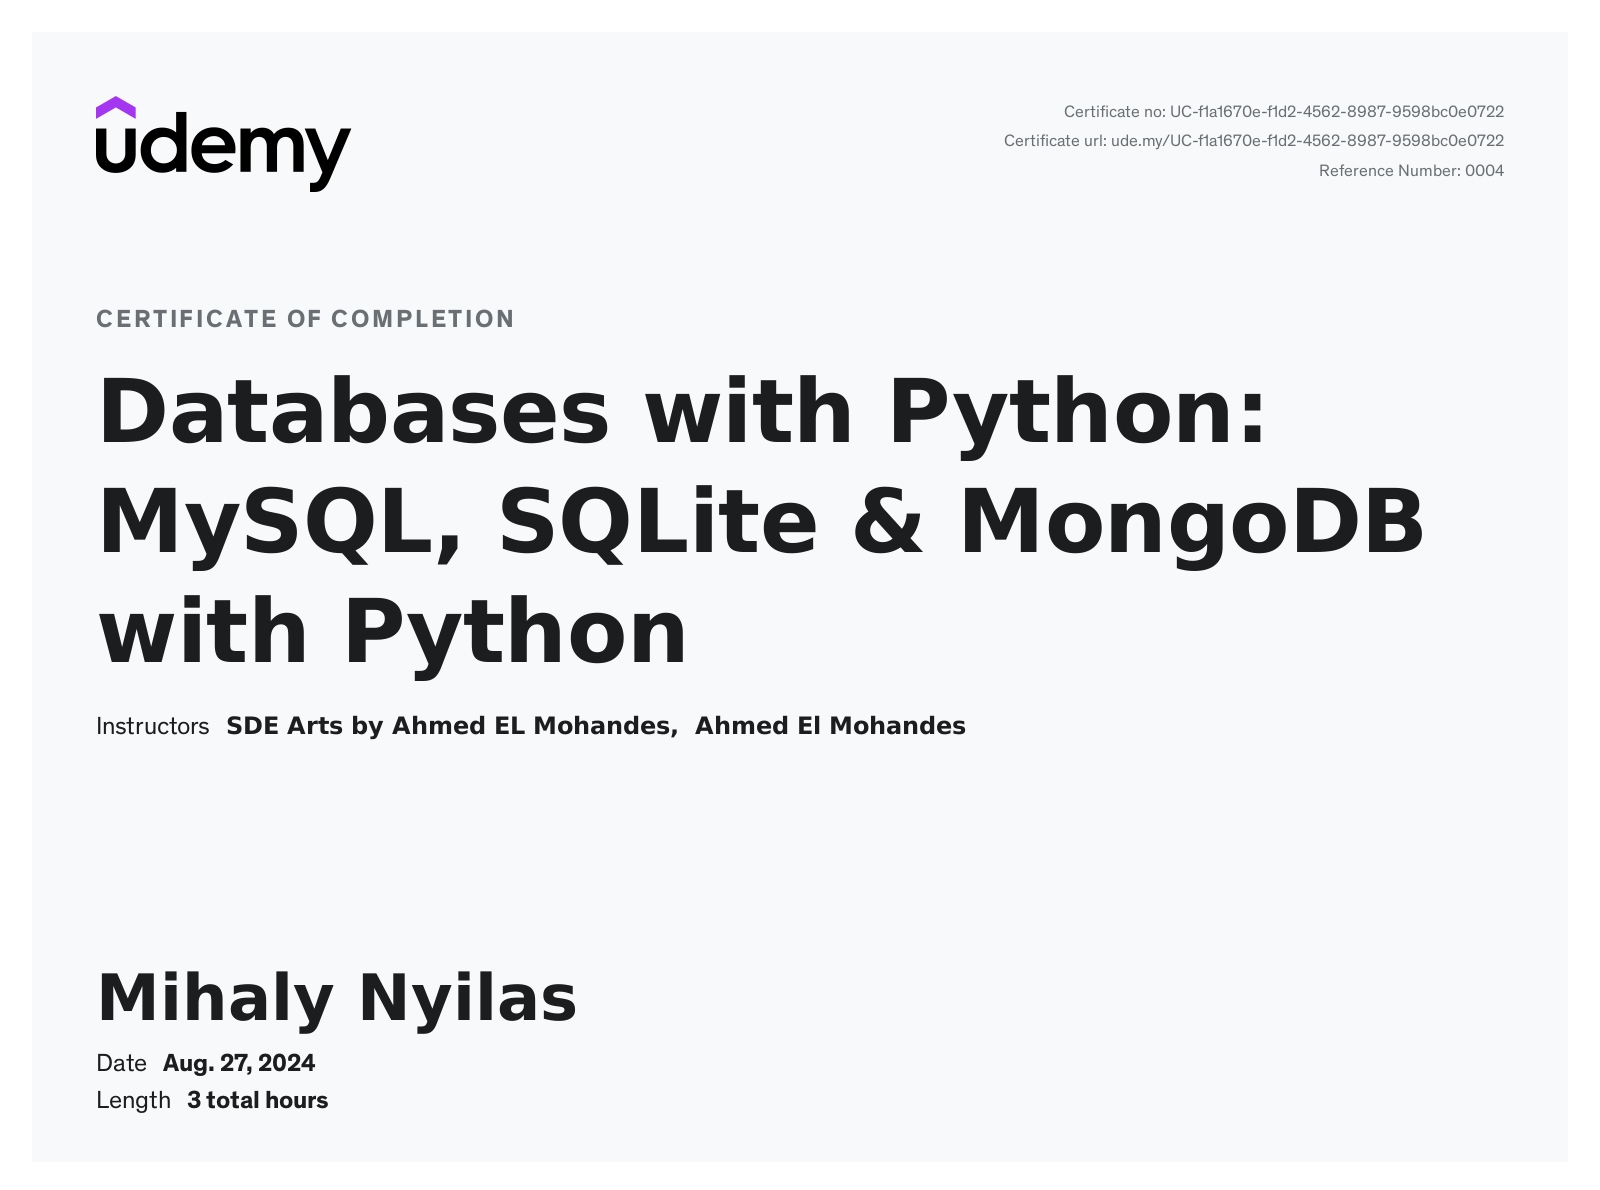 udemy
Certificate no: UC-f1a1670e-f1d2-4562-8987-9598bc0e0722
Certificate url: ude.my/UC-f1a1670e-f1d2-4562-8987-9598bc0e0722
Reference Number: 0004
CERTIFICATE OF COMPLETION
Databases with Python:
MySQL, SQLite & MongoDB
with Python
Instructors SDE Arts by Ahmed EL Mohandes, Ahmed El Mohandes
Mihaly Nyilas
Date Aug. 27, 2024
Length 3 total hours